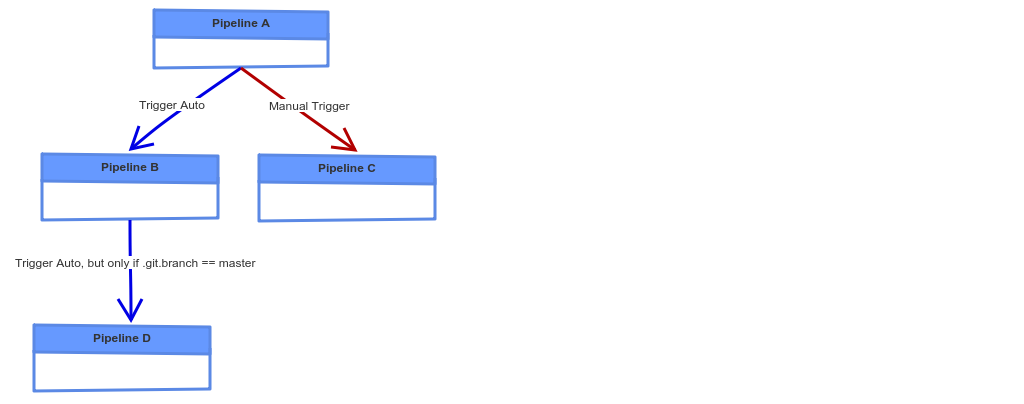 Pipeline A
Trigger Auto
Manual Trigger
Pipeline B
Pipeline C
Trigger Auto, but only if .git.branch == master
Pipeline D